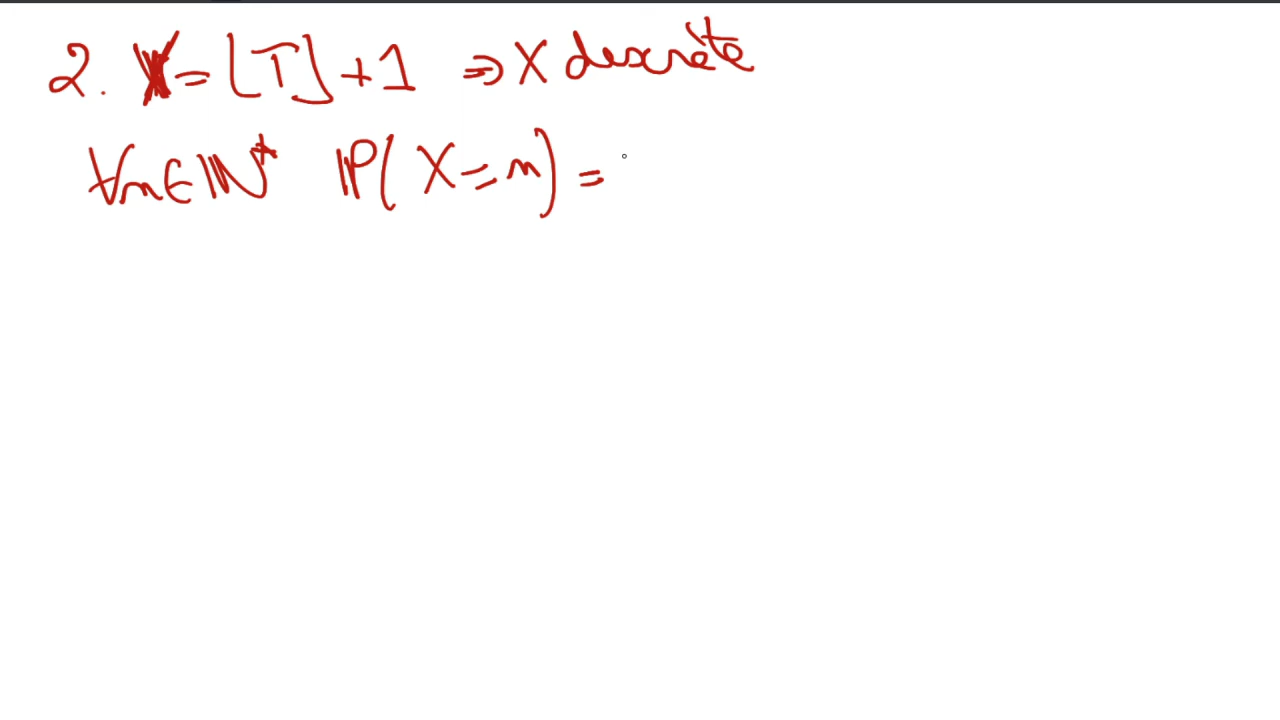 2. X = ⌊T⌋ + 1 ⇒ X discrète
∀n ∈ ℕ* ℙ(X = n) =